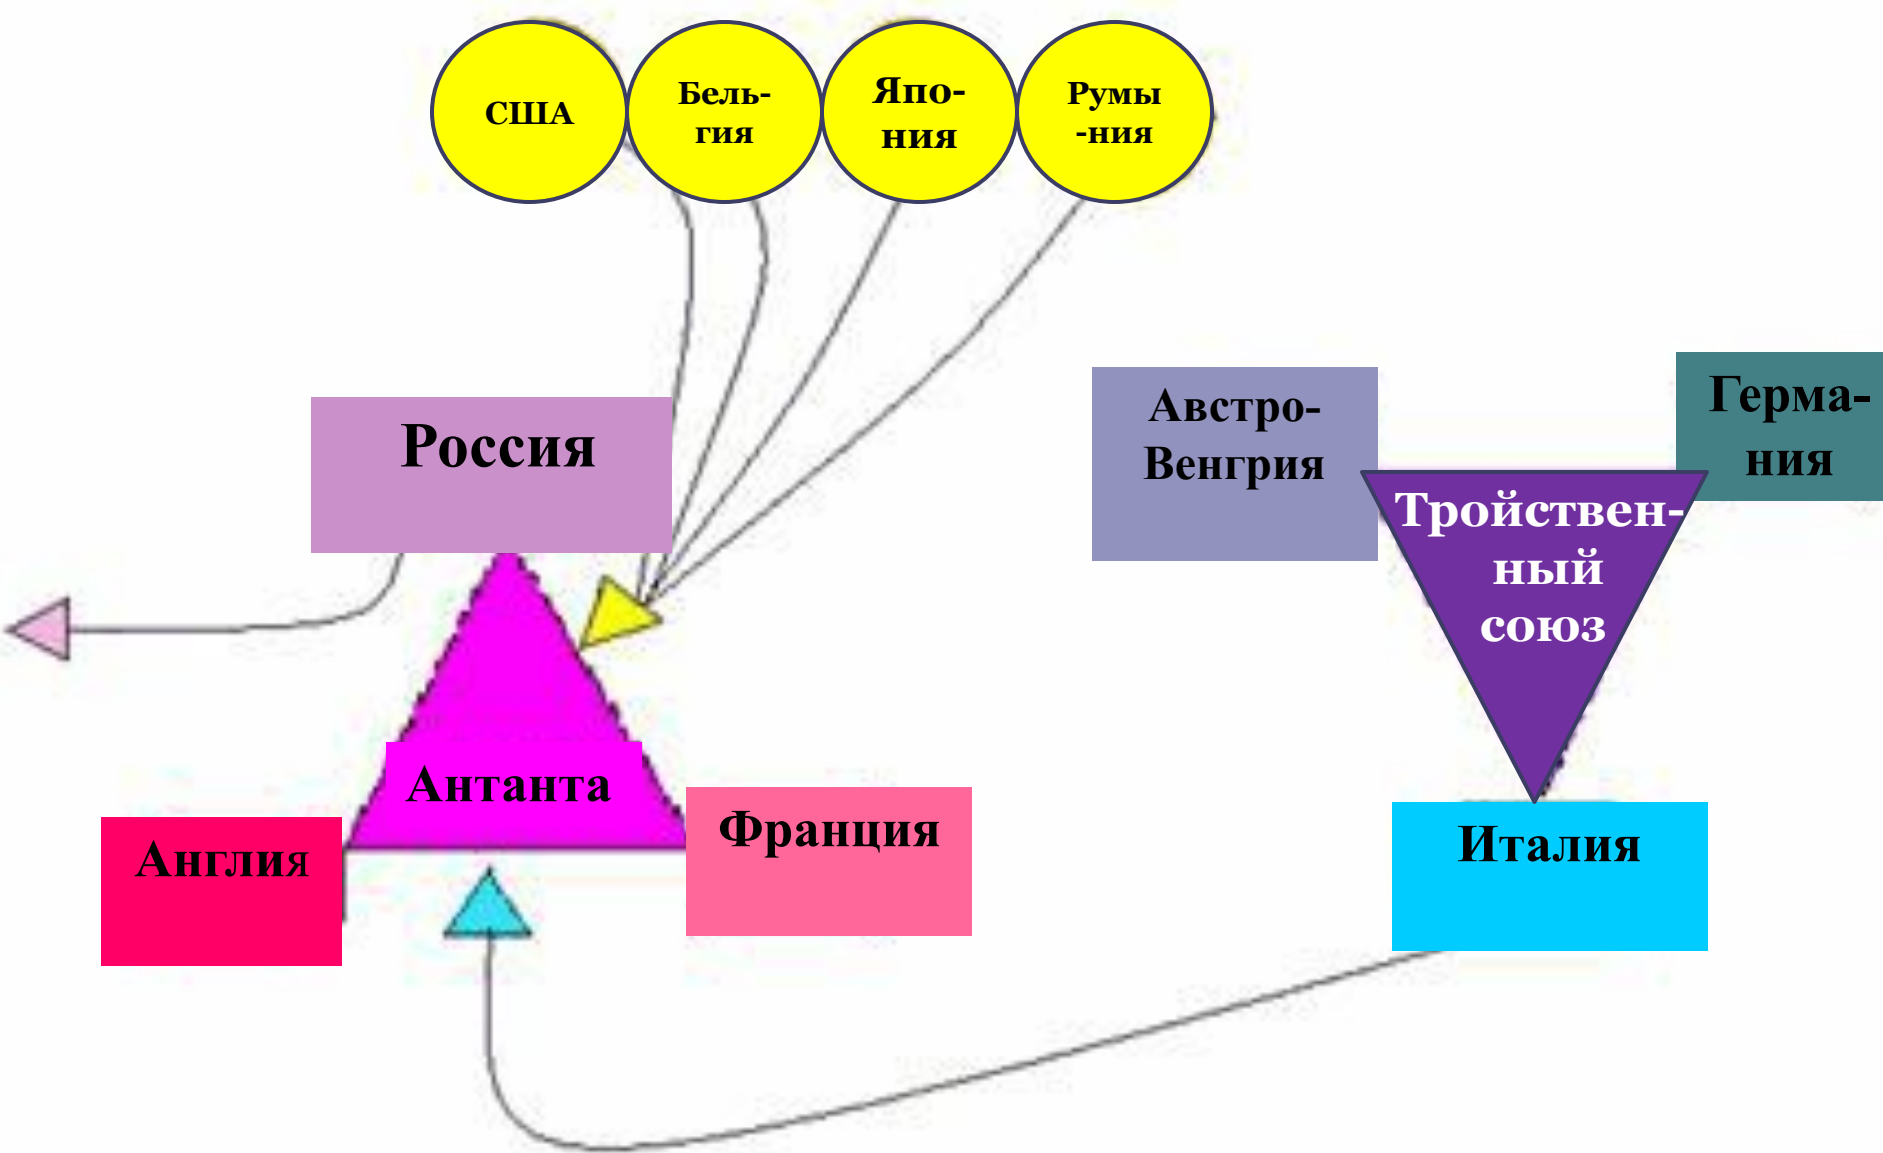 США
Бель-
гия
Япо-
ния
Румы
-ния
Россия
Австро-
Венгрия
Герма-
ния
Тройствен-
ный
союз
Антанта
Англия
Франция
Италия